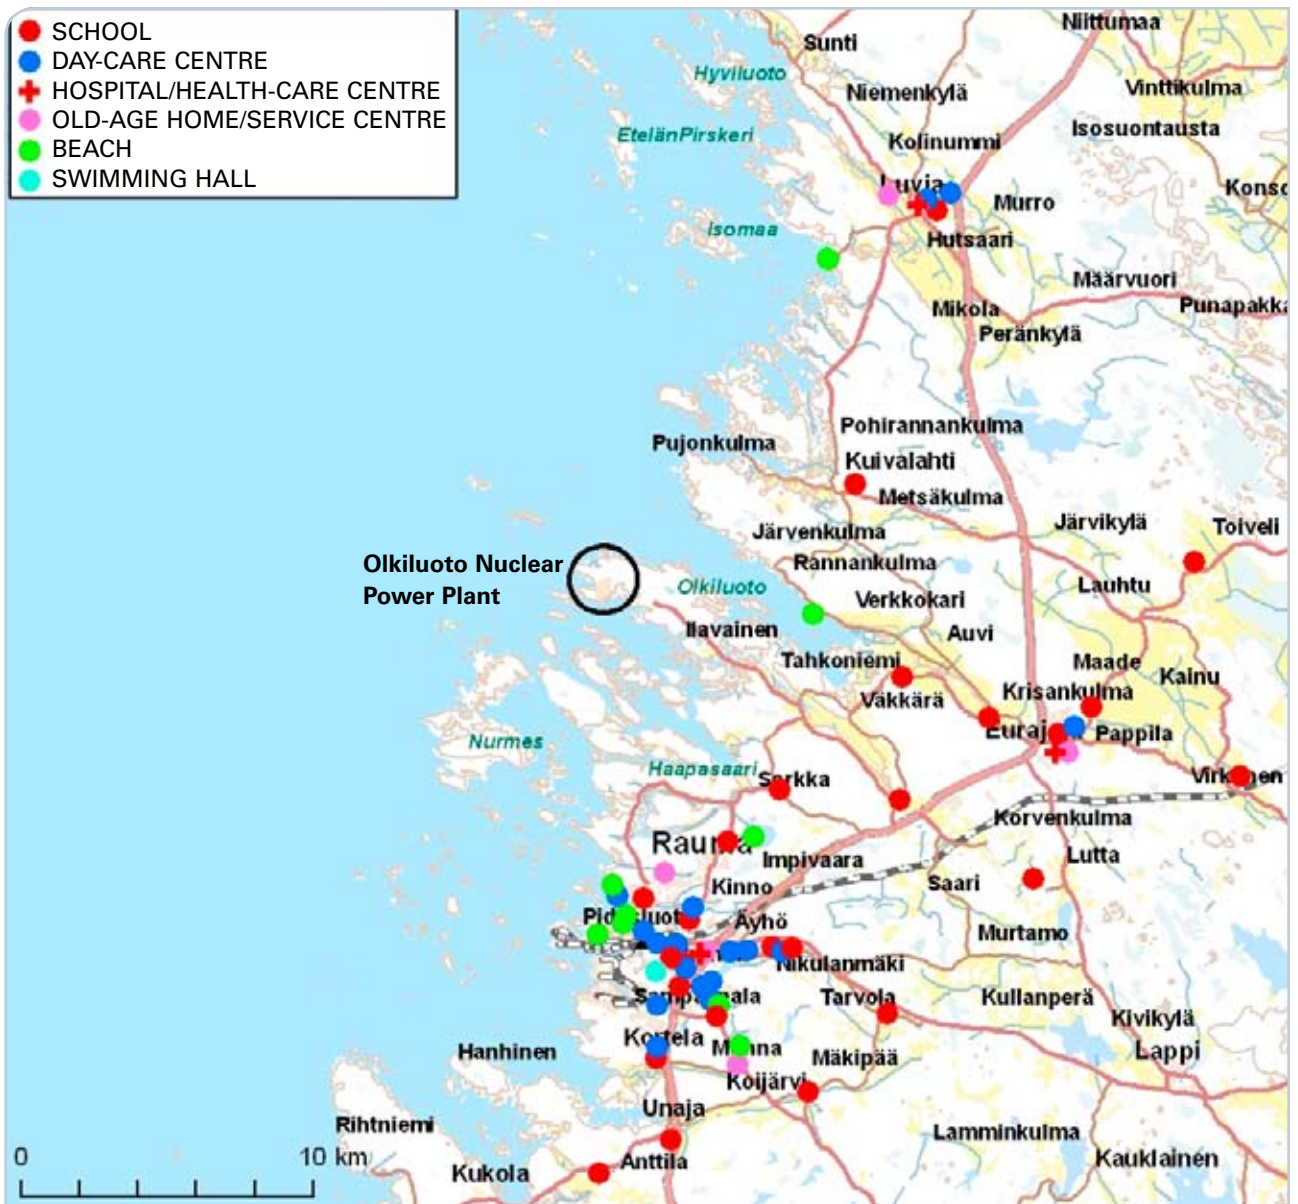 SCHOOL
DAY-CARE CENTRE
HOSPITAL/HEALTH-CARE CENTRE
OLD-AGE HOME/SERVICE CENTRE
BEACH
SWIMMING HALL
Niittumaa
Sunti
Hyviluoto
Niemenkylä
Vinttikulma
EtelänPirskeri
Isosuontausta
Kolinummi
Luvia
Murro
Isomaa
Hutsaari
Määrvuori
Mikola
Peränkylä
Pohirannankulma
Pujonkulma
Kuivalahti
Metsäkulma
Järvenkulma
Järvikylä
Toiveli
Olkiluoto Nuclear
Power Plant
Rannankulma
Olkiluoto
Lauhtu
Verkkokari
Ilavainen
Auvi
Tahkoniemi
Maade
Kainu
Krisankulma
Väkkärä
Pappila
Nurmes
Haapasaari
Sorkka
Korvenkulma
Rauma
Impivaara
Lutta
Kinno
Saari
Äyhö
Murtamo
Nikulanmäki
Tarvola
Kullanperä
Kivikylä
Kortela
Hanhinen
Mäkipää
Lappi
Koijärvi
Unaja
Rihtniemi
Lamminkulma
Anttila
Kauklainen
Kukola
0 10 km